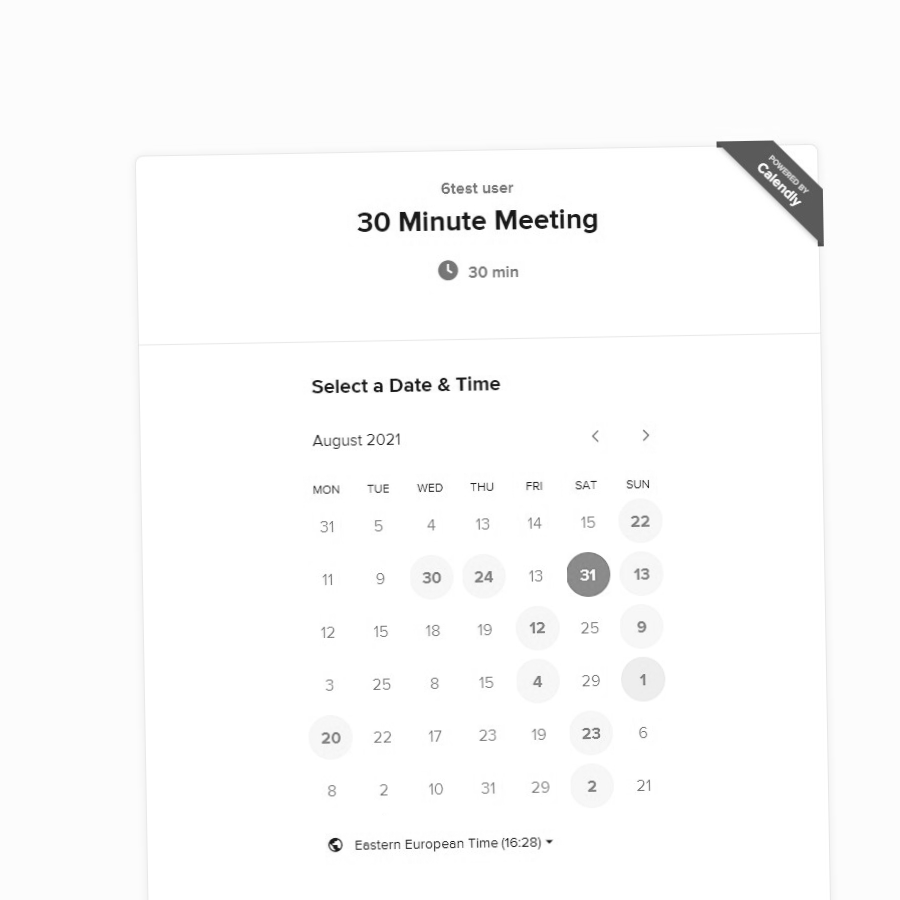 POWERED BY
Calendly
6test user
30 Minute Meeting
30 min
Select a Date & Time
August 2021
MON TUE WED THU FRI SAT SUN
31 5 4 13 14 15 22
11 9 30 24 13 31 13
12 15 18 19 12 25 9
3 25 8 15 4 29 1
20 22 17 23 19 23 6
8 2 10 31 29 2 21
Eastern European Time (16:28)